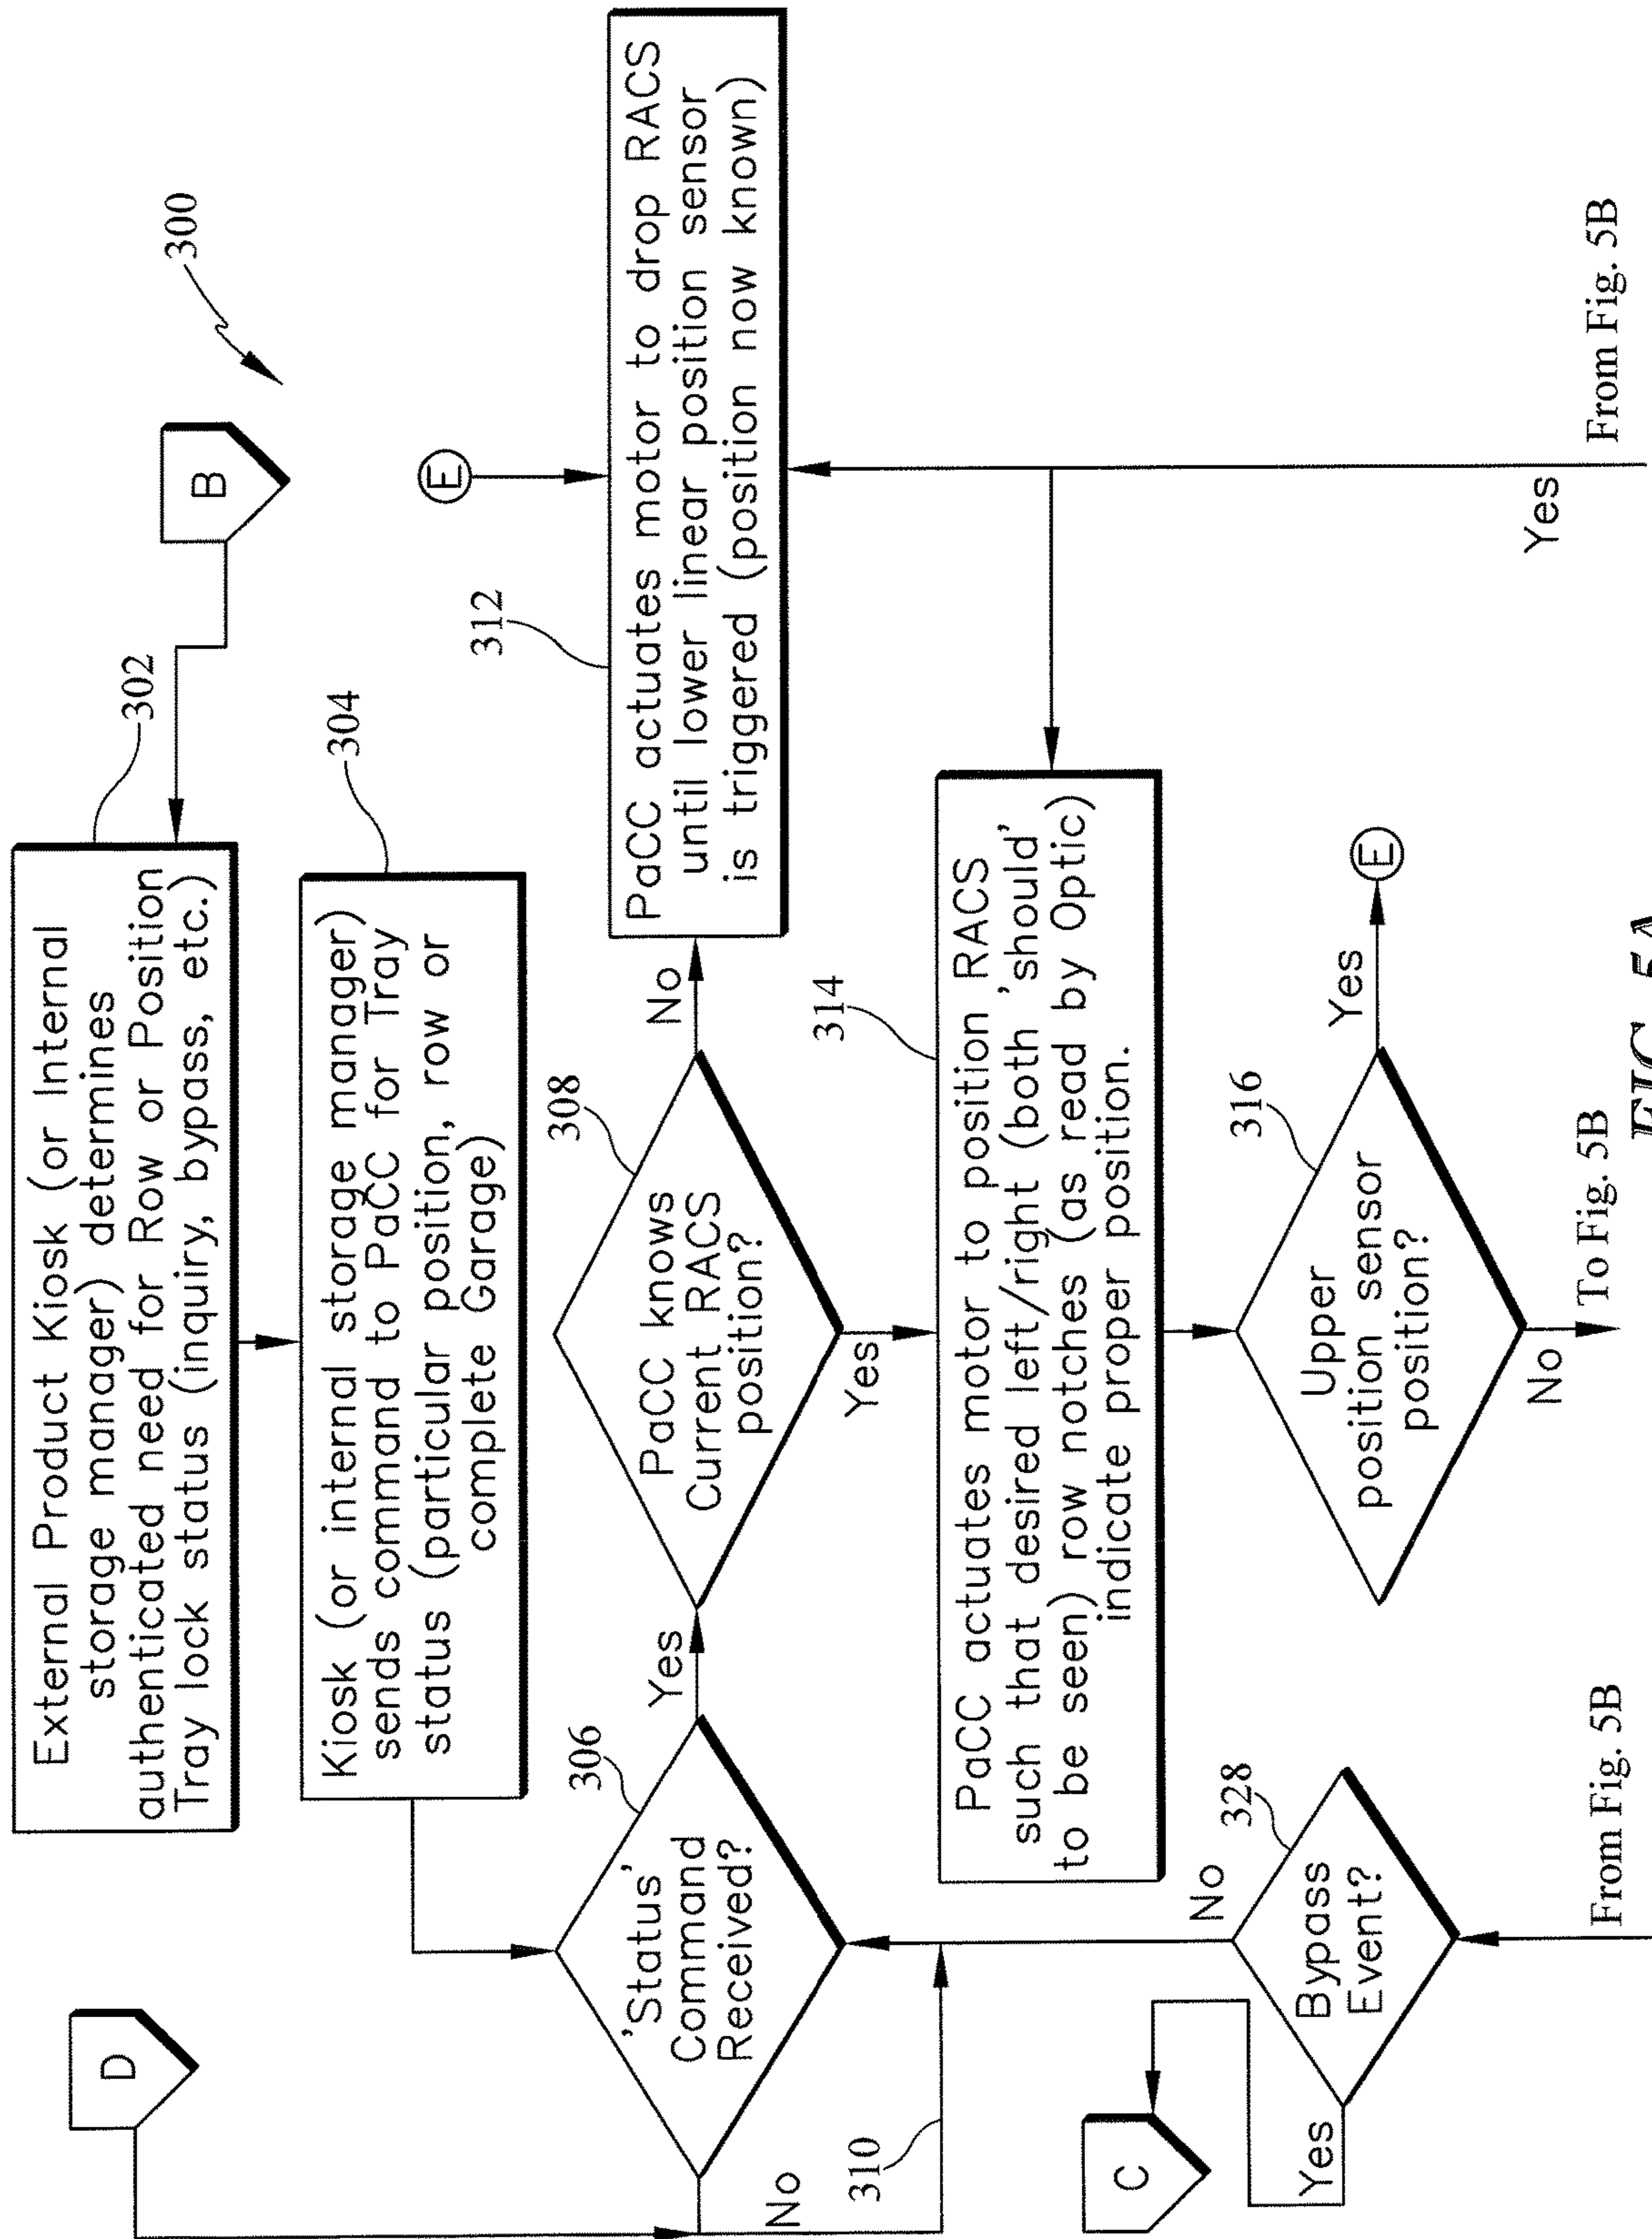 300
B
302
External Product Kiosk (or Internal
storage manager) determines
authenticated need for Row or Position
Tray lock status (inquiry, bypass, etc.)
304
Kiosk (or internal storage manager)
sends command to PaCC for Tray
status (particular position, row or
complete Garage)
D
306
'Status'
Command
Received?
Yes
No
310
308
PaCC knows
Current RACS
position?
No
Yes
E
312
PaCC actuates motor to drop RACS
until lower linear position sensor
is triggered (position now known)
314
PaCC actuates motor to position RACS
such that desired left/right (both 'should'
to be seen) row notches (as read by Optic)
indicate proper position.
C
Yes
328
Bypass
Event?
No
From Fig. 5B
316
Upper
position sensor
position?
Yes
E
No
To Fig. 5B
Yes
From Fig. 5B
FIG. 5A